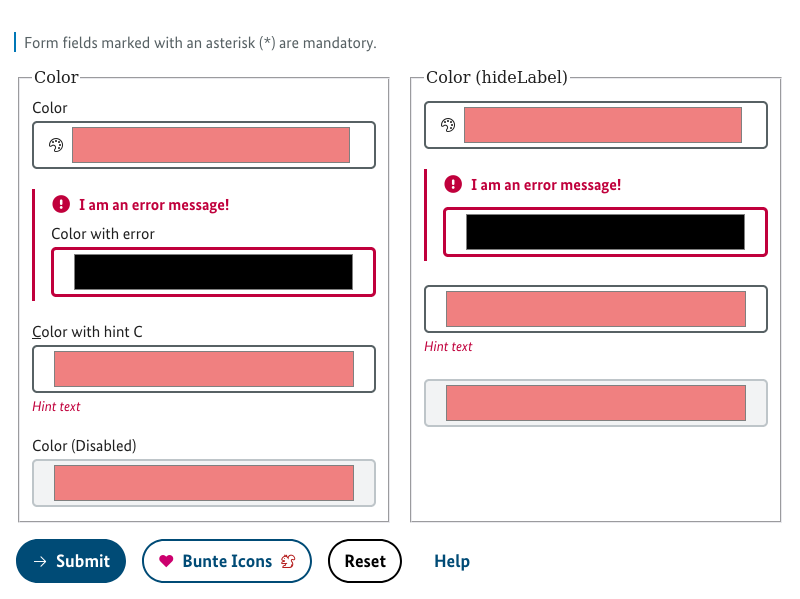 Form fields marked with an asterisk (*) are mandatory.
Color
Color
I am an error message!
Color with error
Color with hint C
Hint text
Color (Disabled)
Color (hideLabel)
I am an error message!
Hint text
Submit
Bunte Icons
Reset
Help